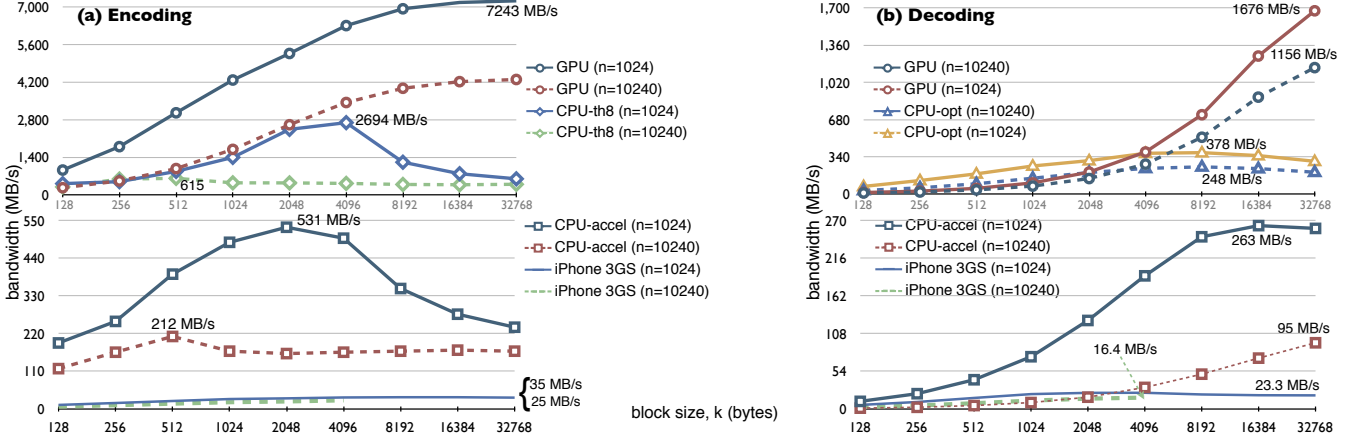 (a) Encoding
7,000
5,600
4,200
2,800
1,400
0
7243 MB/s
2694 MB/s
615
128 256 512 1024 2048 4096 8192 16384 32768
GPU (n=1024)
GPU (n=10240)
CPU-th8 (n=1024)
CPU-th8 (n=10240)
bandwidth (MB/s)
550
440
330
220
110
0
531 MB/s
212 MB/s
35 MB/s
25 MB/s
128 256 512 1024 2048 4096 8192 16384 32768
CPU-accel (n=1024)
CPU-accel (n=10240)
iPhone 3GS (n=1024)
iPhone 3GS (n=10240)
block size, k (bytes)
(b) Decoding
1,700
1,360
1,020
680
340
0
1676 MB/s
1156 MB/s
378 MB/s
248 MB/s
GPU (n=10240)
GPU (n=1024)
CPU-opt (n=10240)
CPU-opt (n=1024)
128 256 512 1024 2048 4096 8192 16384 32768
bandwidth (MB/s)
270
216
162
108
54
0
CPU-accel (n=1024)
CPU-accel (n=10240)
iPhone 3GS (n=1024)
iPhone 3GS (n=10240)
263 MB/s
95 MB/s
16.4 MB/s
23.3 MB/s
128 256 512 1024 2048 4096 8192 16384 32768